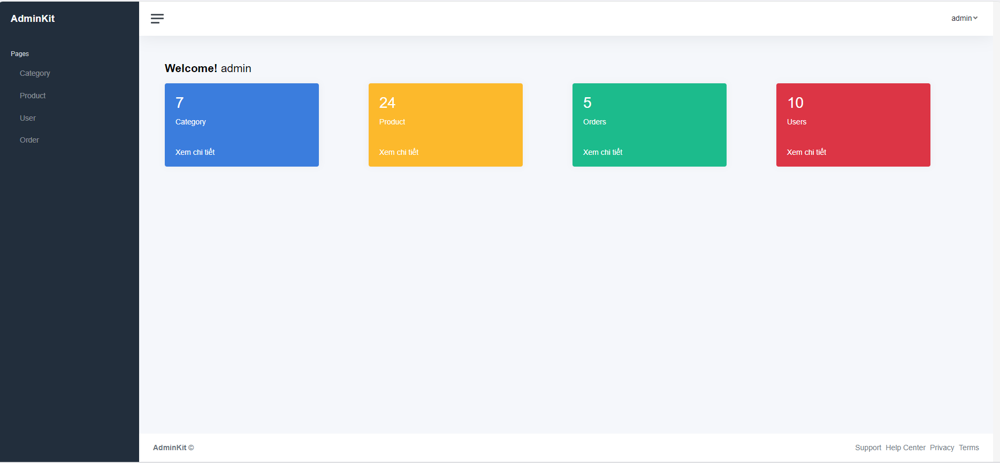 AdminKit
admin
Pages
Category
Product
User
Order
Welcome! admin
7
Category
Xem chi tiết
24
Product
Xem chi tiết
5
Orders
Xem chi tiết
10
Users
Xem chi tiết
AdminKit ©
Support Help Center Privacy Terms